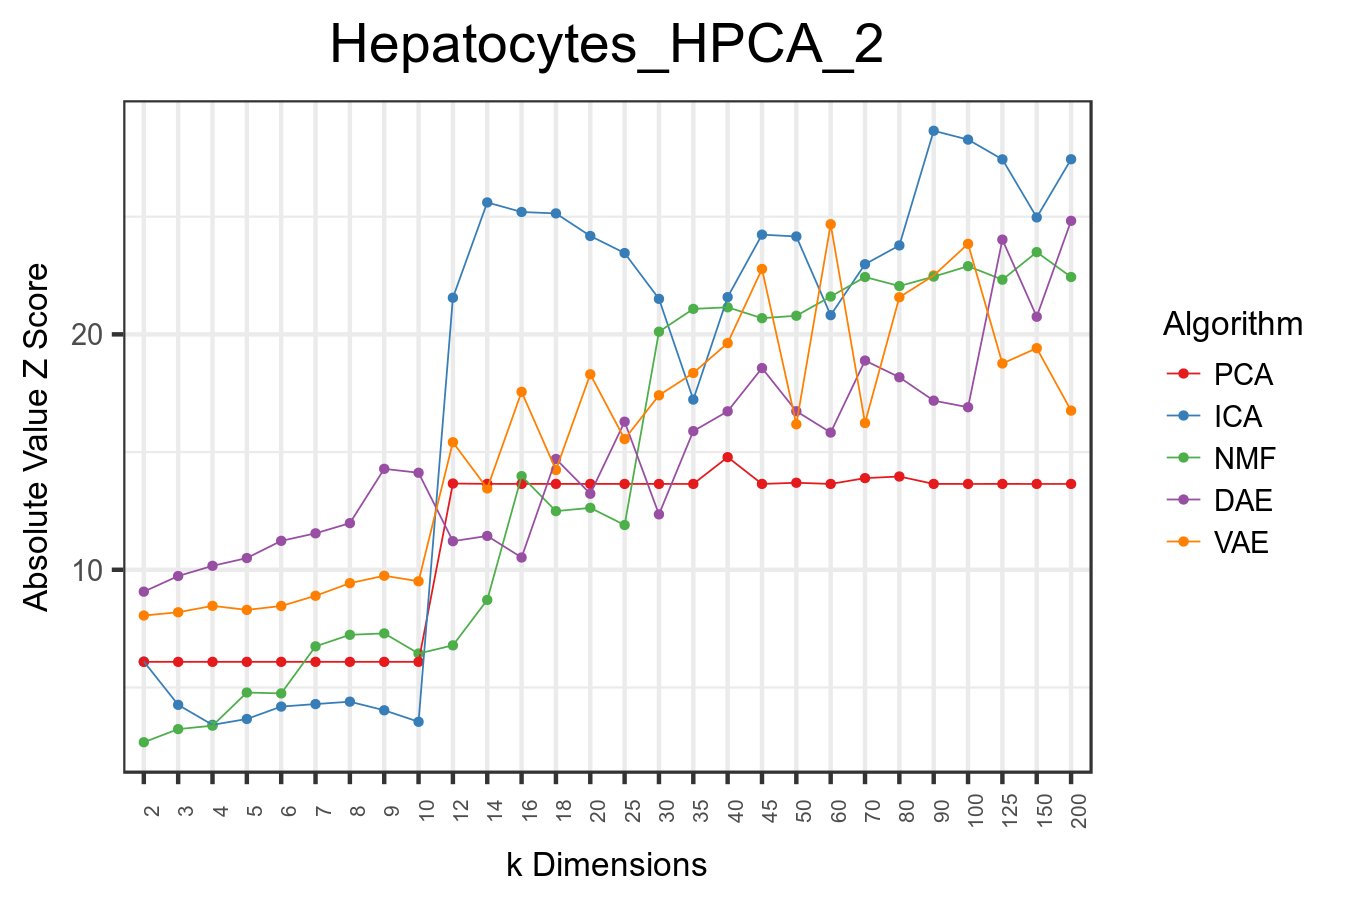 Hepatocytes_HPCA_2
Absolute Value Z Score
20
10
2 3 4 5 6 7 8 9 10 12 14 16 18 20 25 30 35 40 45 50 60 70 80 90 100 125 150 200
k Dimensions
Algorithm
PCA
ICA
NMF
DAE
VAE